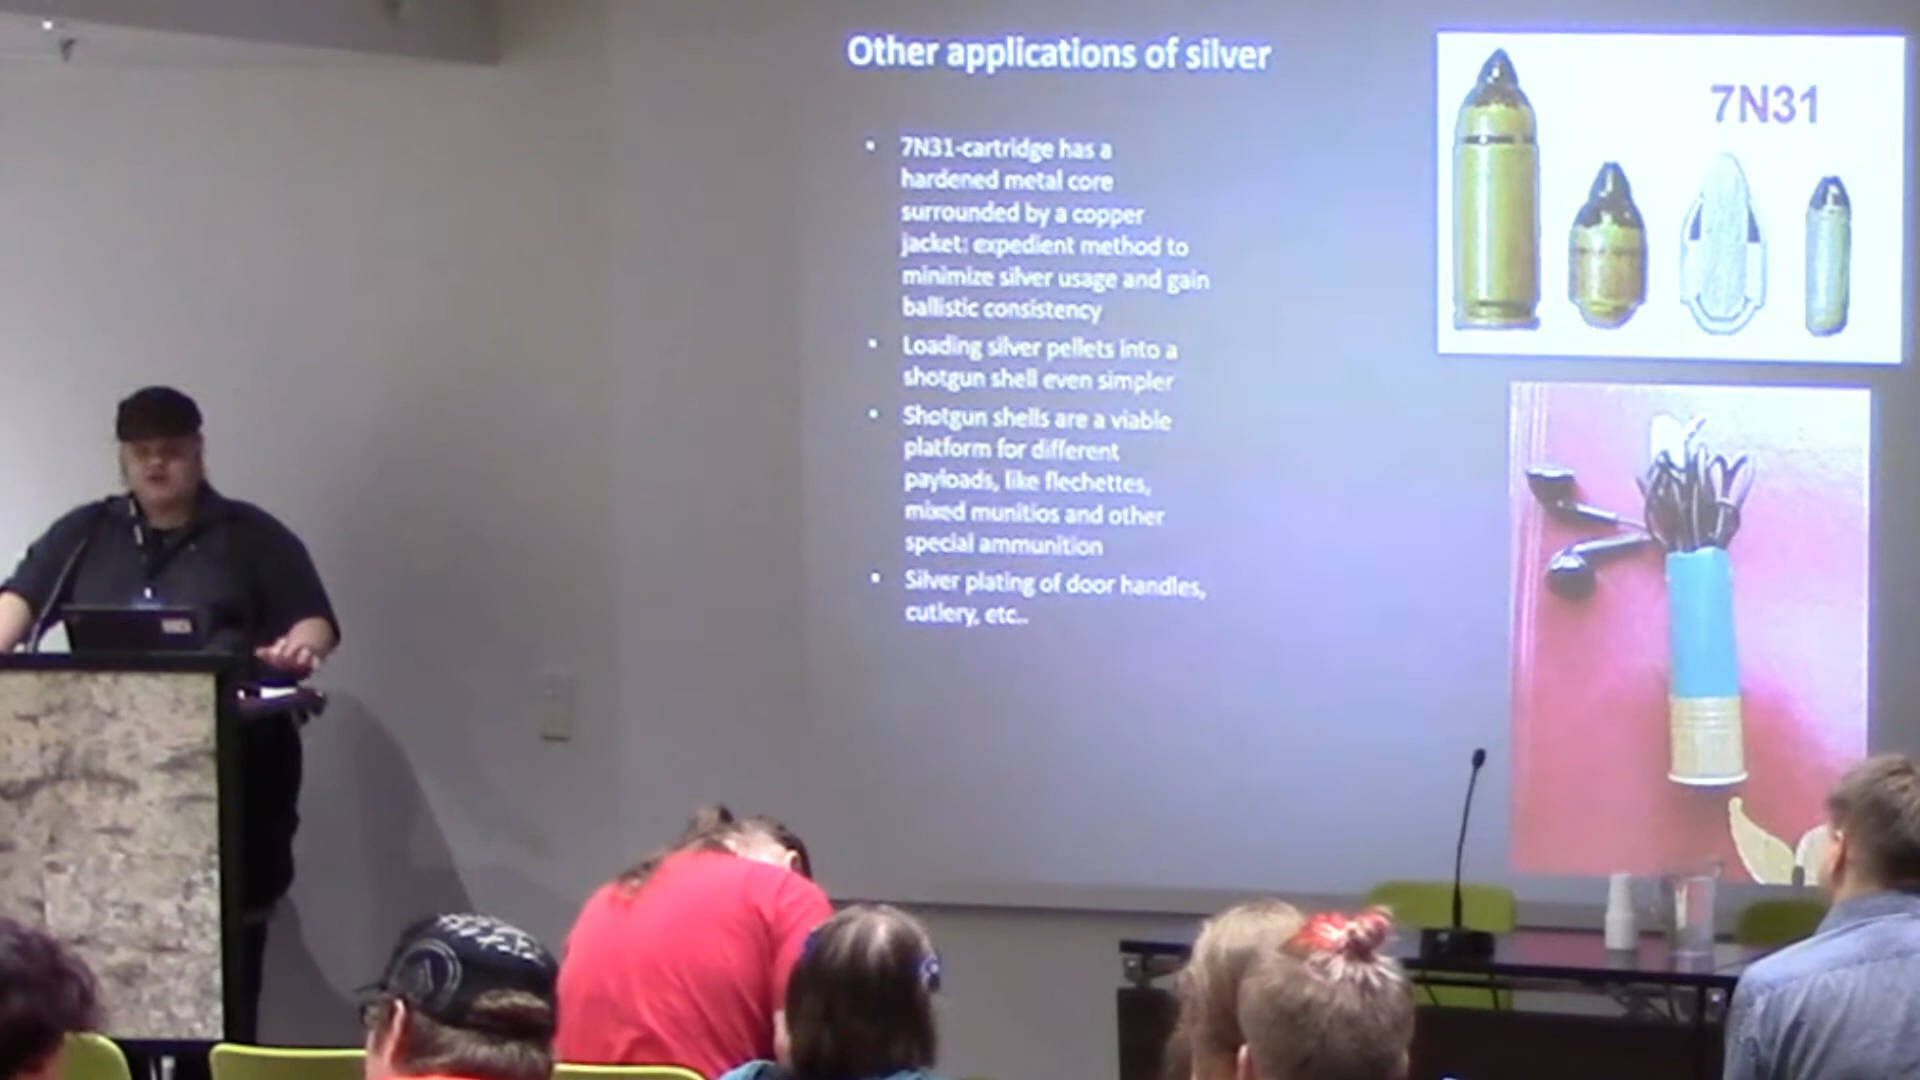 Other applications of silver
7N31
▪ 7N31-cartridge has a
hardened metal core
surrounded by a copper
jacket: expedient method to
minimize silver usage and gain
ballistic consistency
▪ Loading silver pellets into a
shotgun shell even simpler
▪ Shotgun shells are a viable
platform for different
payloads, like flechettes,
mixed munitios and other
special ammunition
▪ Silver plating of door handles,
cutlery, etc..